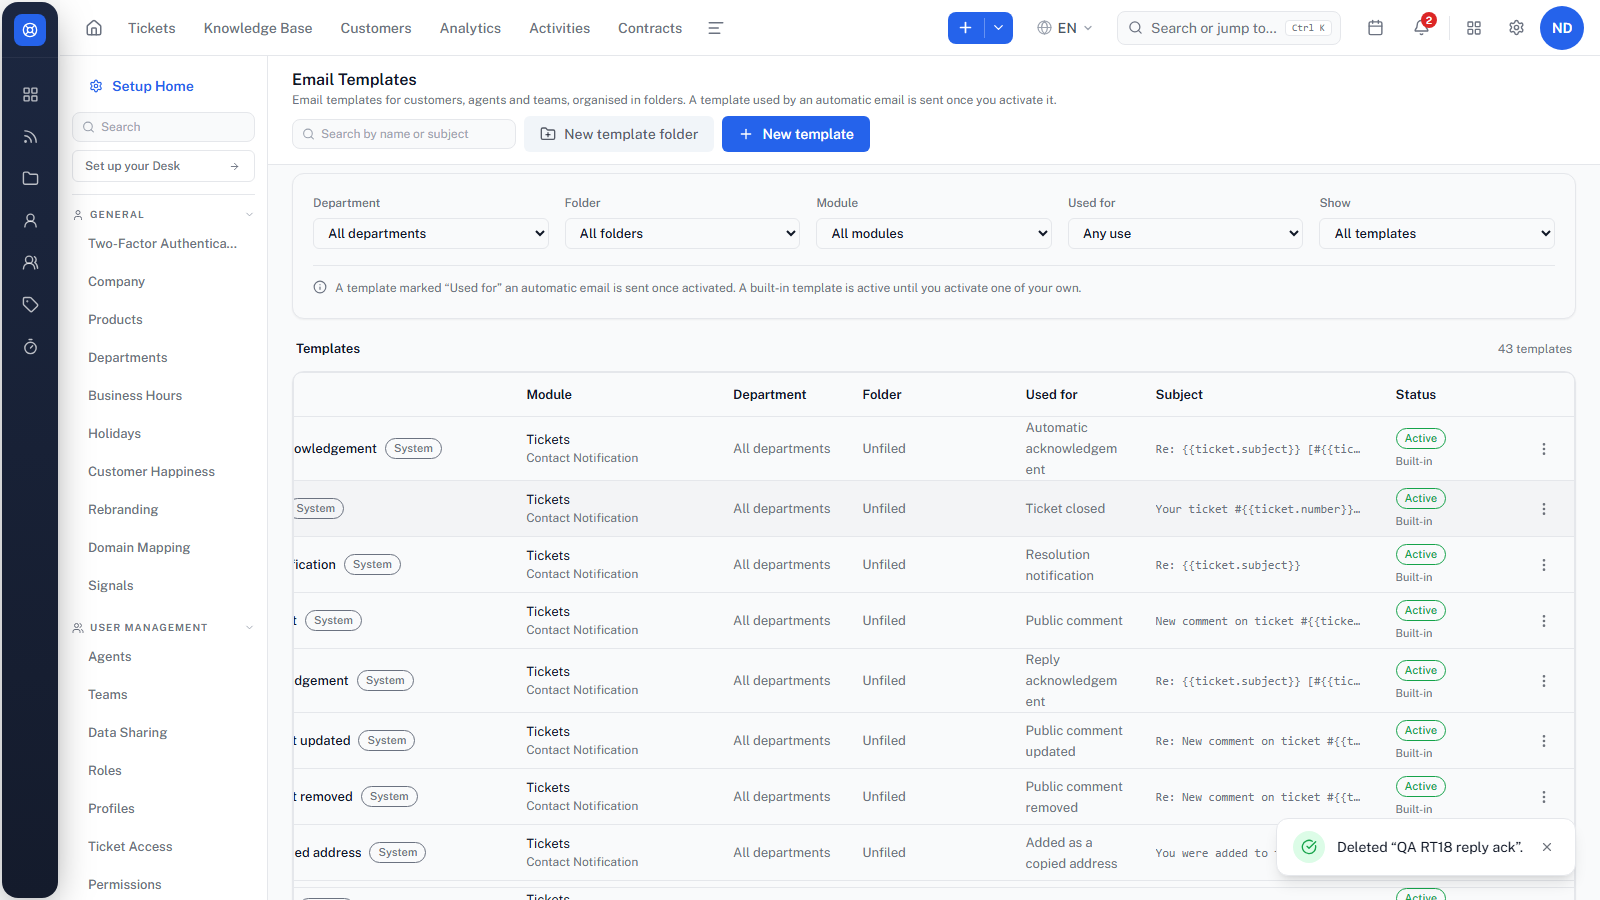 Tickets
Knowledge Base
Customers
Analytics
Activities
Contracts
EN
Search or jump to...
Ctrl K
2
ND
Setup Home
Search
Set up your Desk
GENERAL
Two-Factor Authentica...
Company
Products
Departments
Business Hours
Holidays
Customer Happiness
Rebranding
Domain Mapping
Signals
USER MANAGEMENT
Agents
Teams
Data Sharing
Roles
Profiles
Ticket Access
Permissions
Email Templates
Email templates for customers, agents and teams, organised in folders. A template used by an automatic email is sent once you activate it.
Search by name or subject
New template folder
New template
Department
Folder
Module
Used for
Show
All departments
All folders
All modules
Any use
All templates
A template marked “Used for” an automatic email is sent once activated. A built-in template is active until you activate one of your own.
Templates
43 templates
Module
Department
Folder
Used for
Subject
Status
owledgement System
Tickets
Contact Notification
All departments
Unfiled
Automatic
acknowledgem
ent
Re: {{ticket.subject}} [#{{tic…
Active
Built-in
System
Tickets
Contact Notification
All departments
Unfiled
Ticket closed
Your ticket #{{ticket.number}}…
Active
Built-in
ification System
Tickets
Contact Notification
All departments
Unfiled
Resolution
notification
Re: {{ticket.subject}}
Active
Built-in
t System
Tickets
Contact Notification
All departments
Unfiled
Public comment
New comment on ticket #{{ticke…
Active
Built-in
dgement System
Tickets
Contact Notification
All departments
Unfiled
Reply
acknowledgem
ent
Re: {{ticket.subject}} [#{{tic…
Active
Built-in
t updated System
Tickets
Contact Notification
All departments
Unfiled
Public comment
updated
Re: New comment on ticket #{{t…
Active
Built-in
t removed System
Tickets
Contact Notification
All departments
Unfiled
Public comment
removed
Re: New comment on ticket #{{t…
Active
Built-in
ed address System
Tickets
Contact Notification
All departments
Unfiled
Added as a
copied address
You were added to
Deleted “QA RT18 reply ack”.
Tickets
Active